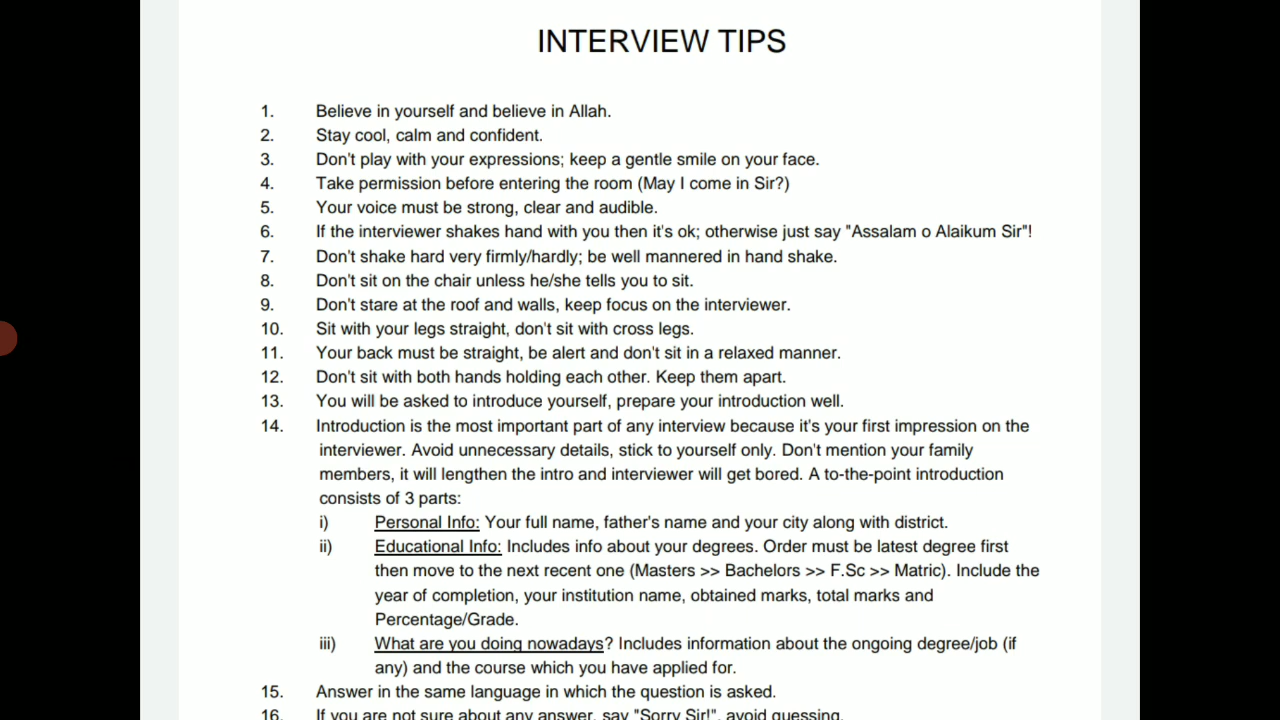 INTERVIEW TIPS
1. Believe in yourself and believe in Allah.
2. Stay cool, calm and confident.
3. Don't play with your expressions; keep a gentle smile on your face.
4. Take permission before entering the room (May I come in Sir?)
5. Your voice must be strong, clear and audible.
6. If the interviewer shakes hand with you then it's ok; otherwise just say "Assalam o Alaikum Sir"!
7. Don't shake hard very firmly/hardly; be well mannered in hand shake.
8. Don't sit on the chair unless he/she tells you to sit.
9. Don't stare at the roof and walls, keep focus on the interviewer.
10. Sit with your legs straight, don't sit with cross legs.
11. Your back must be straight, be alert and don't sit in a relaxed manner.
12. Don't sit with both hands holding each other. Keep them apart.
13. You will be asked to introduce yourself, prepare your introduction well.
14. Introduction is the most important part of any interview because it's your first impression on the
interviewer. Avoid unnecessary details, stick to yourself only. Don't mention your family
members, it will lengthen the intro and interviewer will get bored. A to-the-point introduction
consists of 3 parts:
i) Personal Info: Your full name, father's name and your city along with district.
ii) Educational Info: Includes info about your degrees. Order must be latest degree first
then move to the next recent one (Masters >> Bachelors >> F.Sc >> Matric). Include the
year of completion, your institution name, obtained marks, total marks and
Percentage/Grade.
iii) What are you doing nowadays? Includes information about the ongoing degree/job (if
any) and the course which you have applied for.
15. Answer in the same language in which the question is asked.
16. If you are not sure about any answer, say "Sorry Sir!", avoid guessing.